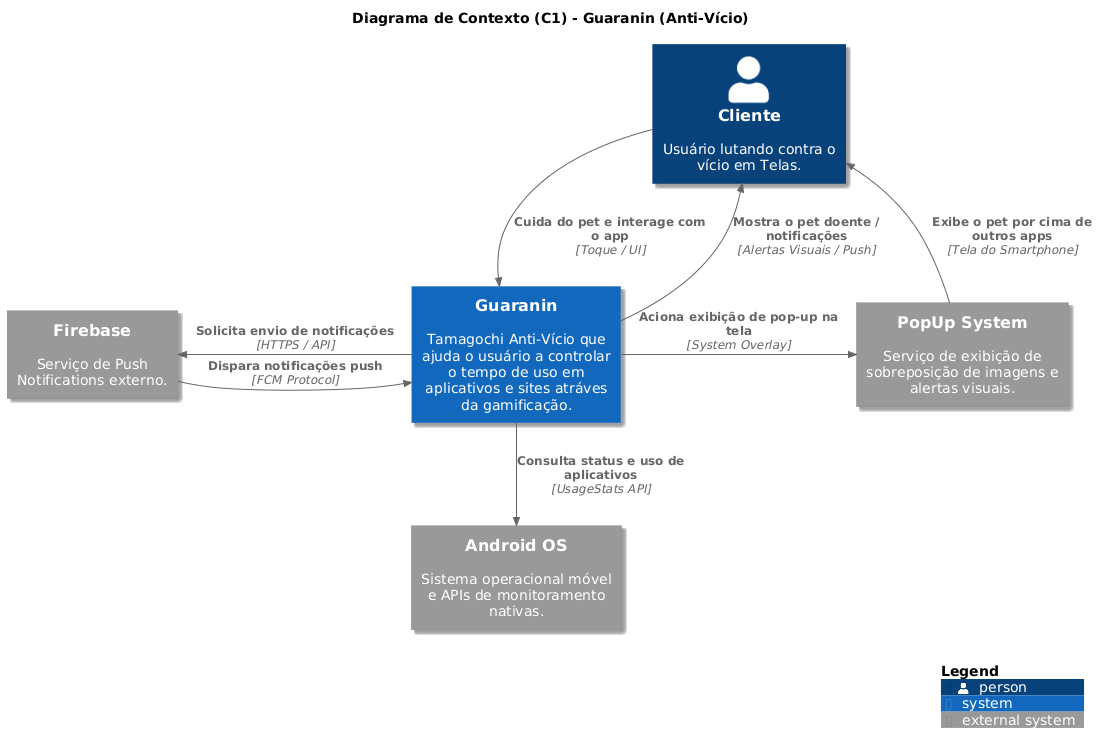 Diagrama de Contexto (C1) - Guaranin (Anti-Vício)
Cliente
Usuário lutando contra o
vício em Telas.
Cuida do pet e interage com
o app
[Toque / UI]
Mostra o pet doente /
notificações
[Alertas Visuais / Push]
Exibe o pet por cima de
outros apps
[Tela do Smartphone]
Firebase
Serviço de Push
Notifications externo.
Solicita envio de notificações
[HTTPS / API]
Dispara notificações push
[FCM Protocol]
Guaranin
Tamagochi Anti-Vício que
ajuda o usuário a controlar
o tempo de uso em
aplicativos e sites atráves
da gamificação.
Aciona exibição de pop-up na
tela
[System Overlay]
PopUp System
Serviço de exibição de
sobreposição de imagens e
alertas visuais.
Consulta status e uso de
aplicativos
[UsageStats API]
Android OS
Sistema operacional móvel
e APIs de monitoramento
nativas.
Legend
person
system
external system